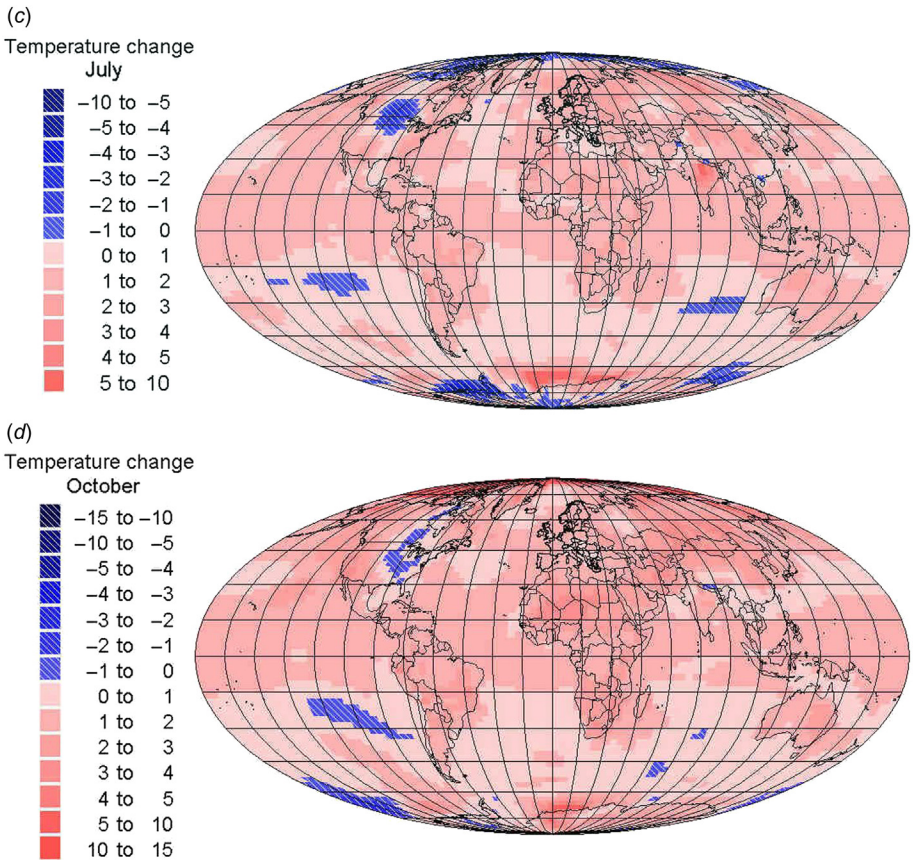 (c)
Temperature change
July
−10 to −5
−5 to −4
−4 to −3
−3 to −2
−2 to −1
−1 to 0
0 to 1
1 to 2
2 to 3
3 to 4
4 to 5
5 to 10
(d)
Temperature change
October
−15 to −10
−10 to −5
−5 to −4
−4 to −3
−3 to −2
−2 to −1
−1 to 0
0 to 1
1 to 2
2 to 3
3 to 4
4 to 5
5 to 10
10 to 15